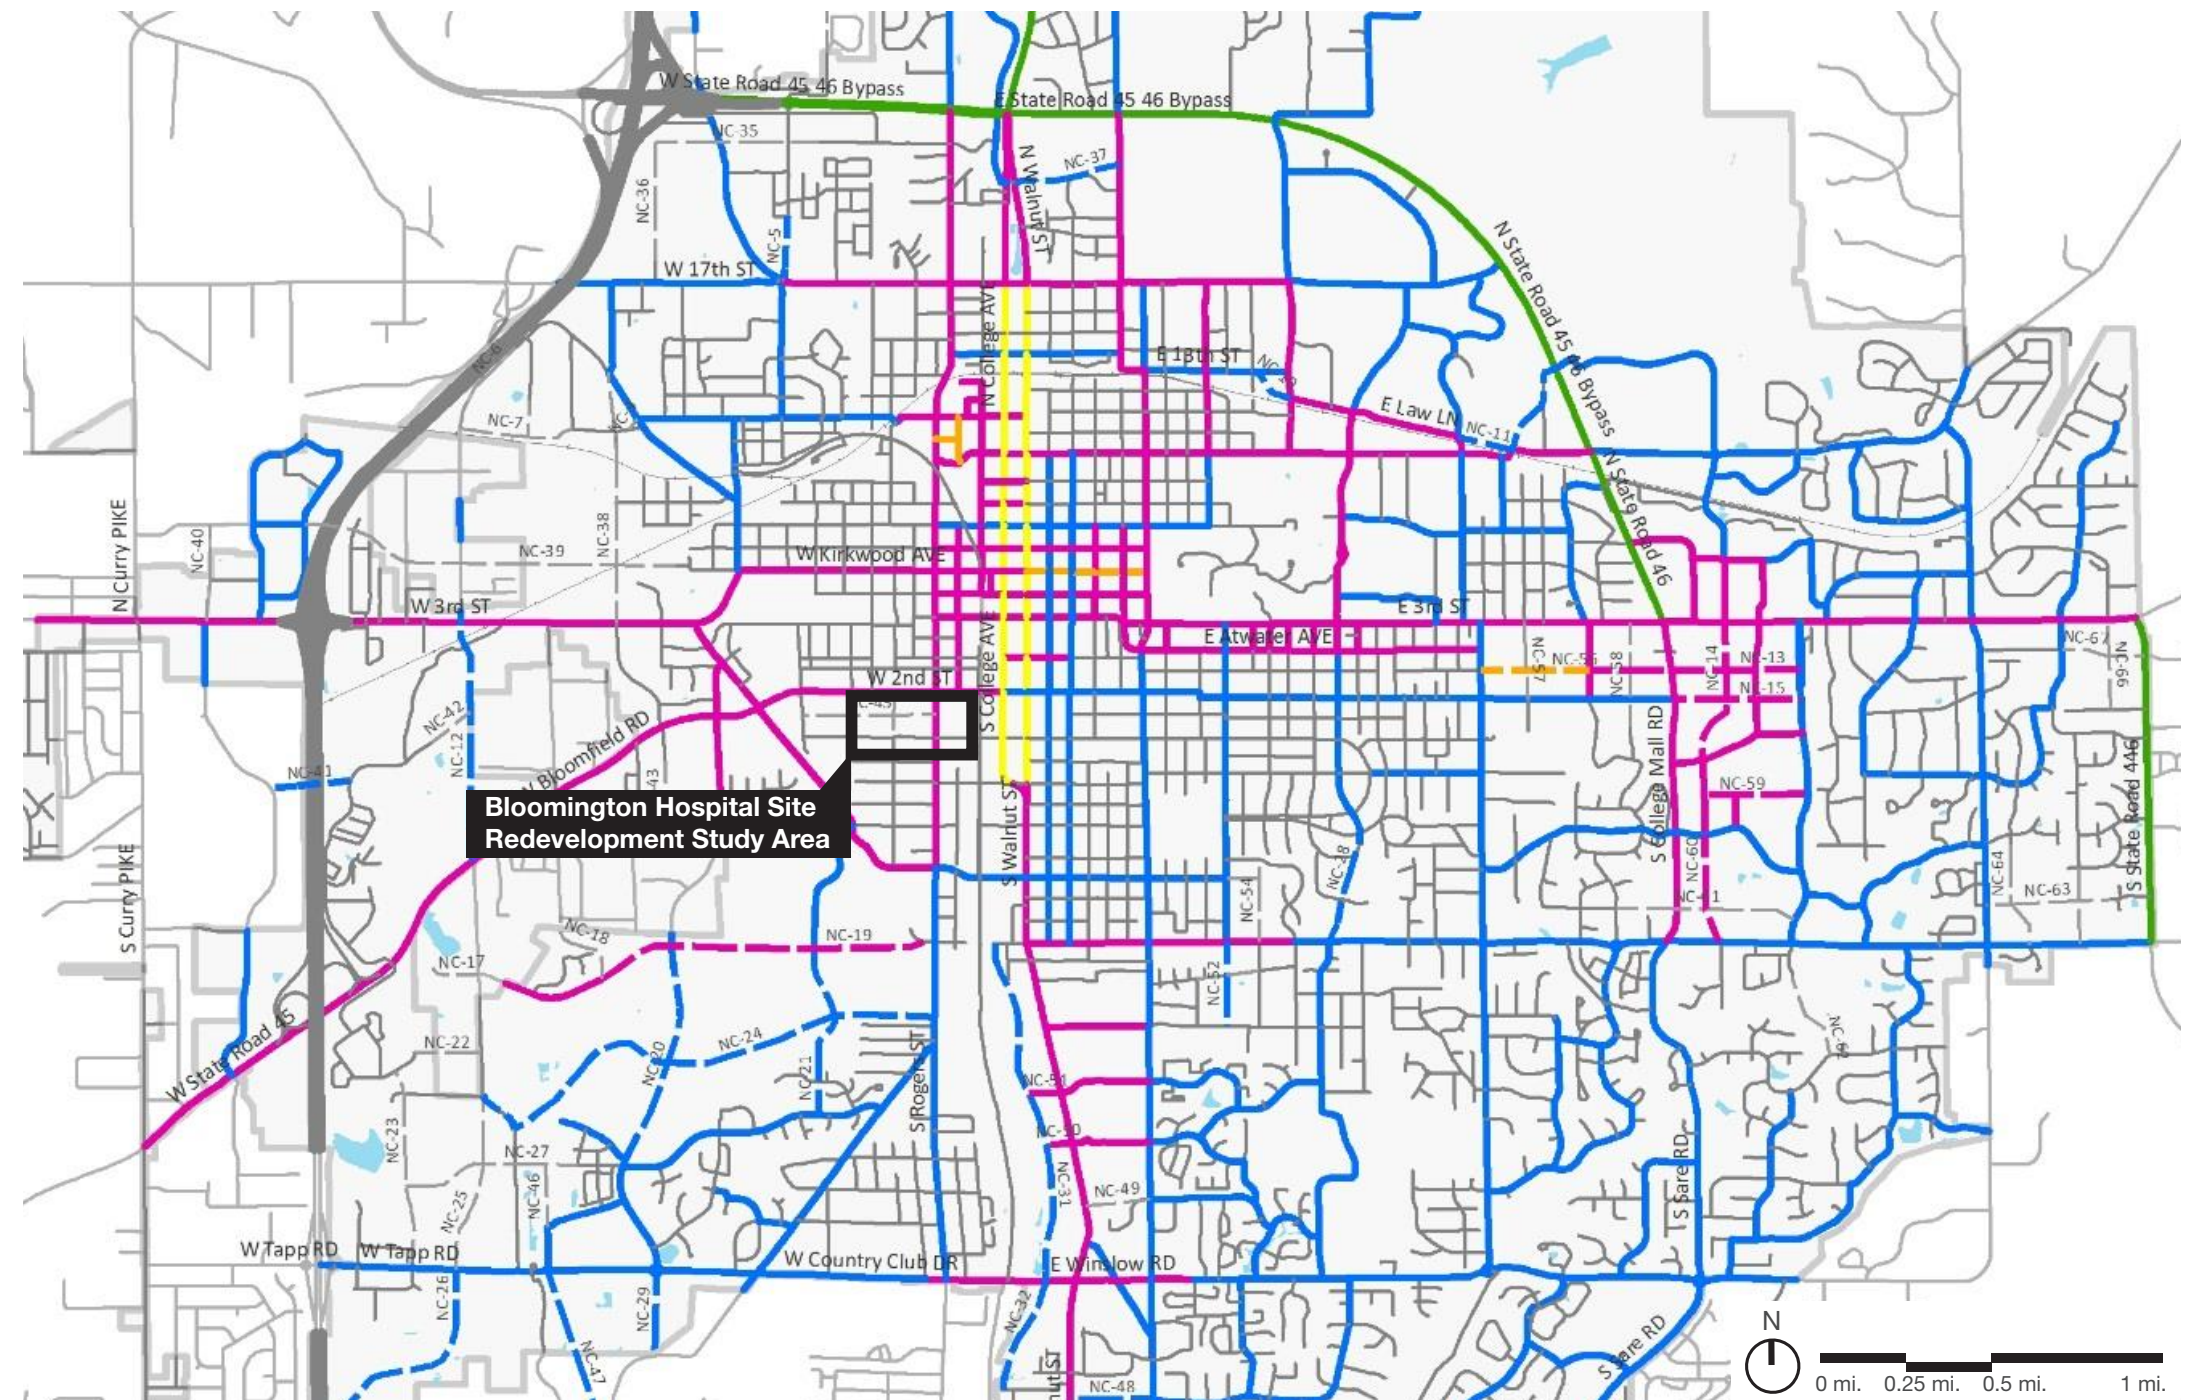 W State Road 45 46 Bypass
E State Road 45 46 Bypass
NC-35
NC-37
N Walnut ST
NC-36
NC-5
W 17th ST
N State Road 45 46 Bypass
NC-6
N College AVE
E 13th ST
NC-7
E Law LN
NC-11
N State Road 46
N Curry PIKE
NC-40
NC-38
NC-39
W Kirkwood AVE
W 3rd ST
E 3rd ST
E Atwater AVE
NC-67
NC-66
NC-57
NC-58
NC-14
NC-13
NC-15
W 2nd ST
S College AVE
NC-42
NC-12
W Bloomfield RD
S College Mall RD
S State Road 446
NC-41
NC-59
Bloomington Hospital Site
Redevelopment Study Area
S Walnut ST
S Curry PIKE
NC-28
NC-60
NC-64
NC-63
NC-54
NC-18
NC-19
NC-17
NC-52
W State Road 45
NC-22
NC-20
NC-24
NC-21
S Rogers ST
NC-51
NC-23
NC-27
NC-46
NC-25
NC-31
NC-49
S Sare RD
W Tapp RD
W Tapp RD
W Country Club DR
E Winslow RD
NC-26
NC-29
NC-32
NC-47
NC-48
S Sare RD
N
0 mi.
0.25 mi.
0.5 mi.
1 mi.